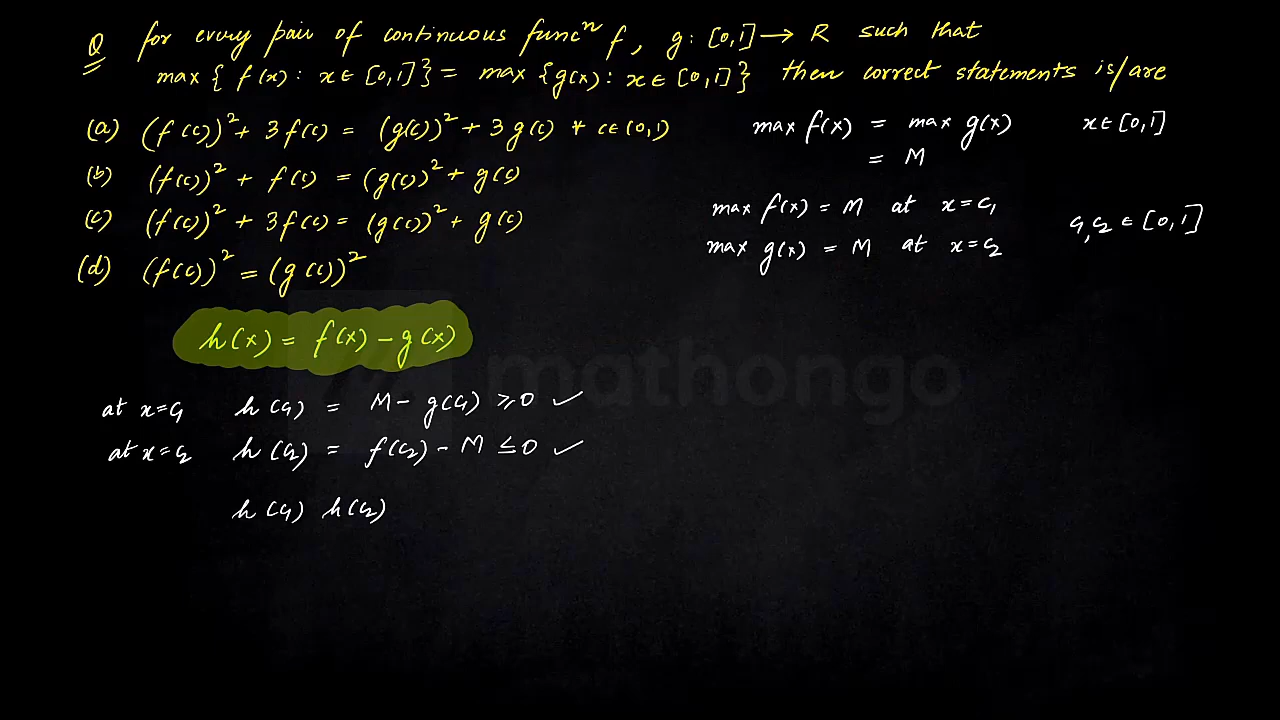 Q for every pair of continuous funcⁿ f, g: [0,1] → R such that
max { f(x) : x ∈ [0,1] } = max { g(x) : x ∈ [0,1] } then correct statements is/are
(a) (f(c))² + 3f(c) = (g(c))² + 3g(c) ∀ c∈(0,1)
(b) (f(c))² + f(c) = (g(c))² + g(c)
(c) (f(c))² + 3f(c) = (g(c))² + g(c)
(d) (f(c))² = (g(c))²
max f(x) = max g(x) x ∈ [0,1]
= M
max f(x) = M at x = c₁
max g(x) = M at x = c₂
c₁, c₂ ∈ [0,1]
h(x) = f(x) – g(x)
at x=c₁ h(c₁) = M – g(c₁) ≥ 0 ✓
at x=c₂ h(c₂) = f(c₂) – M ≤ 0 ✓
h(c₁) h(c₂)
mathongo